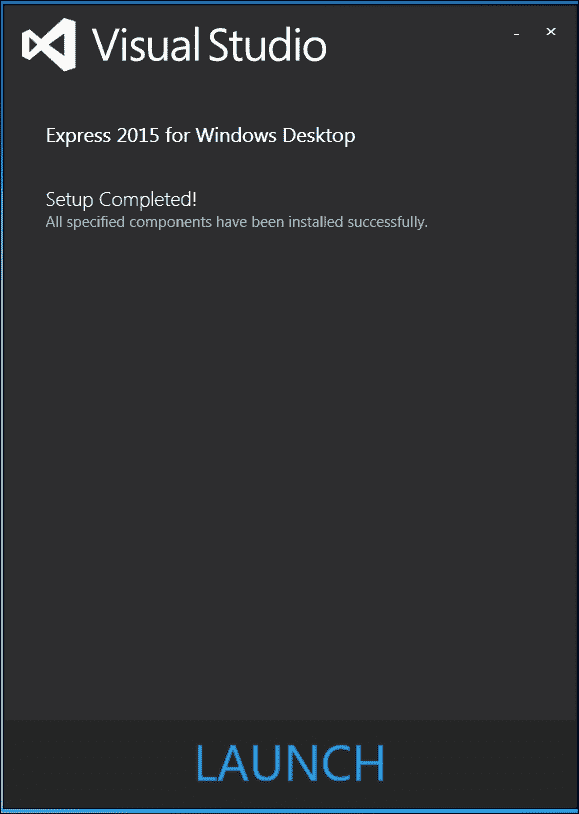 Visual Studio
Express 2015 for Windows Desktop
Setup Completed!
All specified components have been installed successfully.
LAUNCH